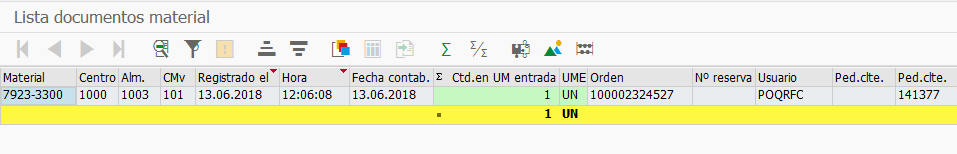 Lista documentos material
Σ Σ/Σ
Material Centro Alm. CMv Registrado el Hora Fecha contab. Σ Ctd.en UM entrada UME Orden Nº reserva Usuario Ped.clte. Ped.clte.
7923-3300 1000 1003 101 13.06.2018 12:06:08 13.06.2018 1 UN 100002324527 POQRFC 141377
1 UN